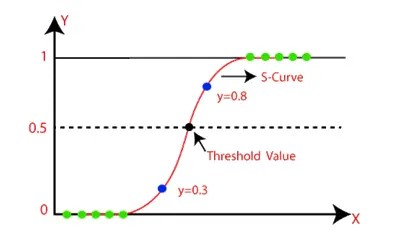 Y
1
S-Curve
y=0.8
0.5
Threshold Value
y=0.3
0
X